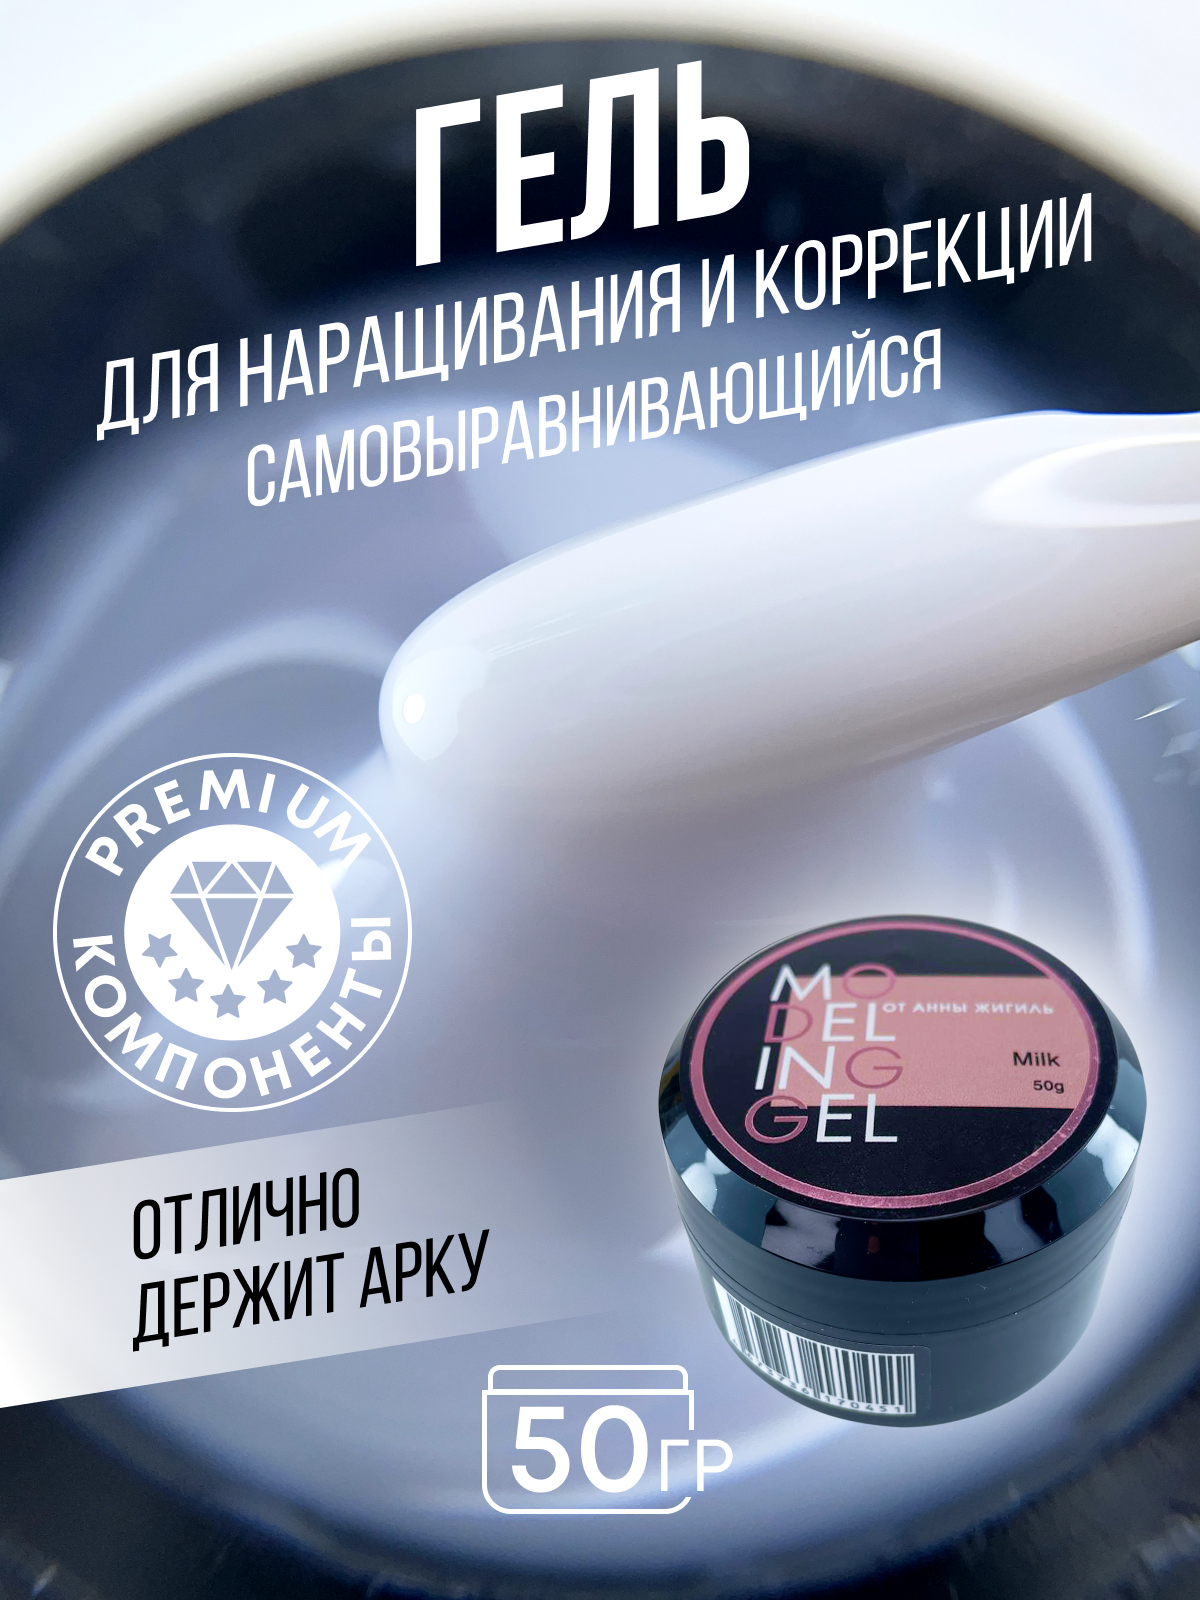 ГЕЛЬ
ДЛЯ НАРАЩИВАНИЯ И КОРРЕКЦИИ
САМОВЫРАВНИВАЮЩИЙСЯ
PREMIUM
КОМПОНЕНТЫ
MO
DEL
ING
GEL
ОТ АННЫ ЖИГИЛЬ
Milk
50g
ОТЛИЧНО
ДЕРЖИТ АРКУ
50ГР